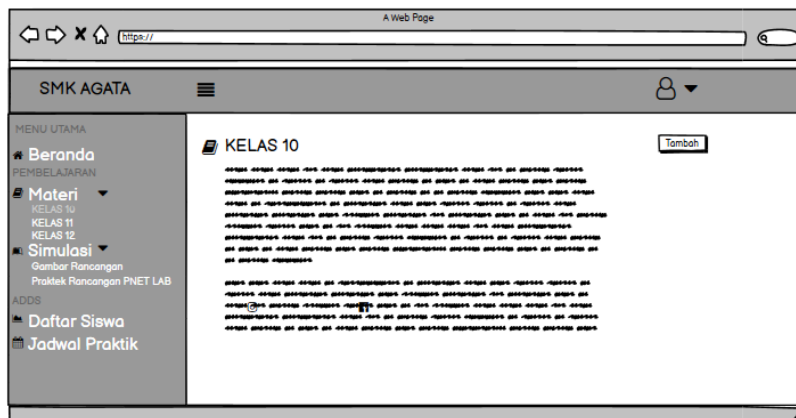 A Web Page
https://
SMK AGATA
MENU UTAMA
Beranda
PEMBELAJARAN
Materi
KELAS 10
KELAS 11
KELAS 12
Simulasi
Gambar Rancangan
Praktek Rancangan PNET LAB
ADDS
Daftar Siswa
Jadwal Praktik
KELAS 10
Tambah